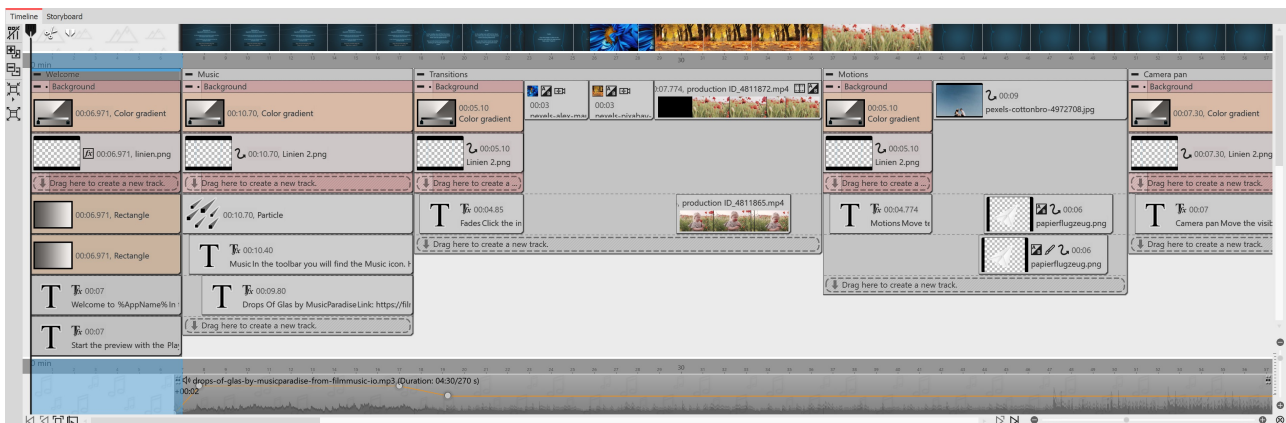 Timeline Storyboard
0 min
Welcome
Music
Transitions
Motions
Camera pan
Background
Background
Background
Background
Background
00:06.971, Color gradient
00:10.70, Color gradient
00:05.10
Color gradient
00:03
00:03
0:07.774, production ID_4811872.mp4
00:05.10
Color gradient
00:09
pexels-cottonbro-4972708.jpg
00:07.30, Color gradient
fx 00:06.971, linien.png
00:10.70, Linien 2.png
00:05.10
Linien 2.png
00:05.10
Linien 2.png
00:07.30, Linien 2.png
Drag here to create a new track.
Drag here to create a new track.
Drag here to create a ...
Drag here to create a ...
Drag here to create a new track.
00:06.971, Rectangle
00:10.70, Particle
T Tfx 00:04.85
Fades Click the in
, production ID_4811865.mp4
T Tfx 00:04.774
Motions Move te
00:06
papierflugzeug.png
T Tfx 00:07
Camera pan Move the visib
00:06.971, Rectangle
T Tfx 00:10.40
Music In the toolbar you will find the Music icon. H
Drag here to create a new track.
00:06
papierflugzeug.png
Drag here to create a new track.
T Tfx 00:07
Welcome to %AppName% In
T Tfx 00:09.80
Drops Of Glas by MusicParadiseLink: https://fil
Drag here to create a new track.
T Tfx 00:07
Start the preview with the Play
Drag here to create a new track.
0 min
30
drops-of-glas-by-musicparadise-from-filmmusic-io.mp3 (Duration: 04:30/270 s)
+00:02